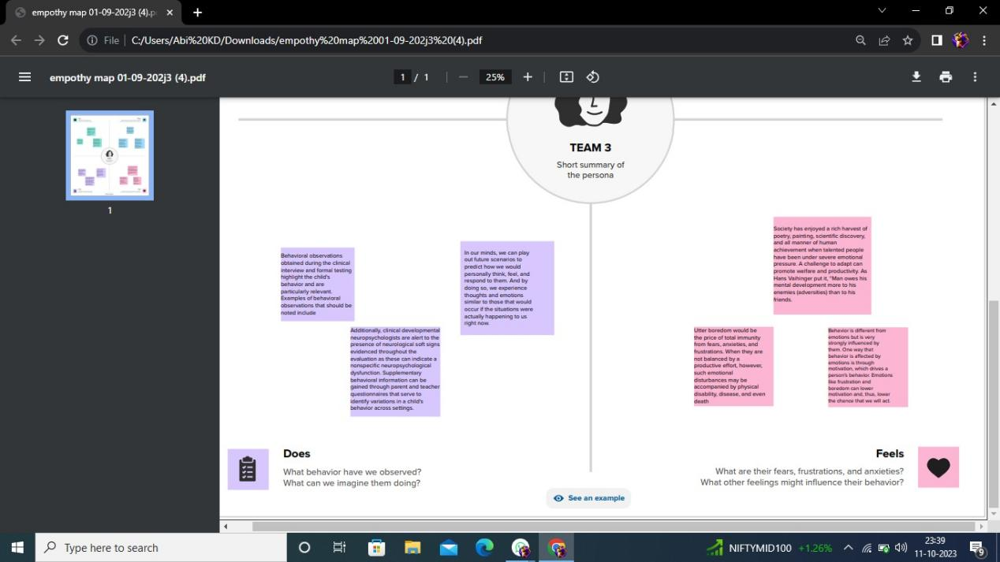 empothy map 01-09-202j3 (4).p
File
C:/Users/Abi%20KD/Downloads/empothy%20map%2001-09-202j3%20(4).pdf
empothy map 01-09-202j3 (4).pdf
1 / 1
25%
1
TEAM 3
Short summary of
the persona
Behavioral observations
obtained during the clinical
interview and formal testing
highlight the child's
behavior and are
particularly relevant.
Examples of behavioral
observations that should be
noted include
Additionally, clinical developmental
neuropsychologists are alert to the
presence of neurological soft signs
evidenced throughout the
evaluation as these can indicate a
nonspecific neuropsychological
dysfunction. Supplementary
behavioral information can be
gained through parent and teacher
questionnaires that serve to
identify variations in a child's
behavior across settings.
In our minds, we can play
out future scenarios to
predict how we would
personally think, feel, and
respond to them. And by
doing so, we experience
thoughts and emotions
similar to those that would
occur if the situations were
actually happening to us
right now.
Society has enjoyed a rich harvest of
poetry, painting, scientific discovery,
and all manner of human
achievement when talented people
have been under severe emotional
pressure. A challenge to adapt can
promote welfare and productivity. As
Hans Vaihinger put it, "Man owes his
mental development more to his
enemies (adversities) than to his
friends.
Utter boredom would be
the price of total immunity
from fears, anxieties, and
frustrations. When they are
not balanced by a
productive effort, however,
such emotional
disturbances may be
accompanied by physical
disability, disease, and even
death
Behavior is different from
emotions but is very
strongly influenced by
them. One way that
behavior is affected by
emotions is through
motivation, which drives a
person's behavior. Emotions
like frustration and
boredom can lower
motivation and, thus, lower
the chance that we will act.
Does
What behavior have we observed?
What can we imagine them doing?
Feels
What are their fears, frustrations, and anxieties?
What other feelings might influence their behavior?
See an example
Type here to search
NIFTYMID100 +1.26%
23:39
11-10-2023
9